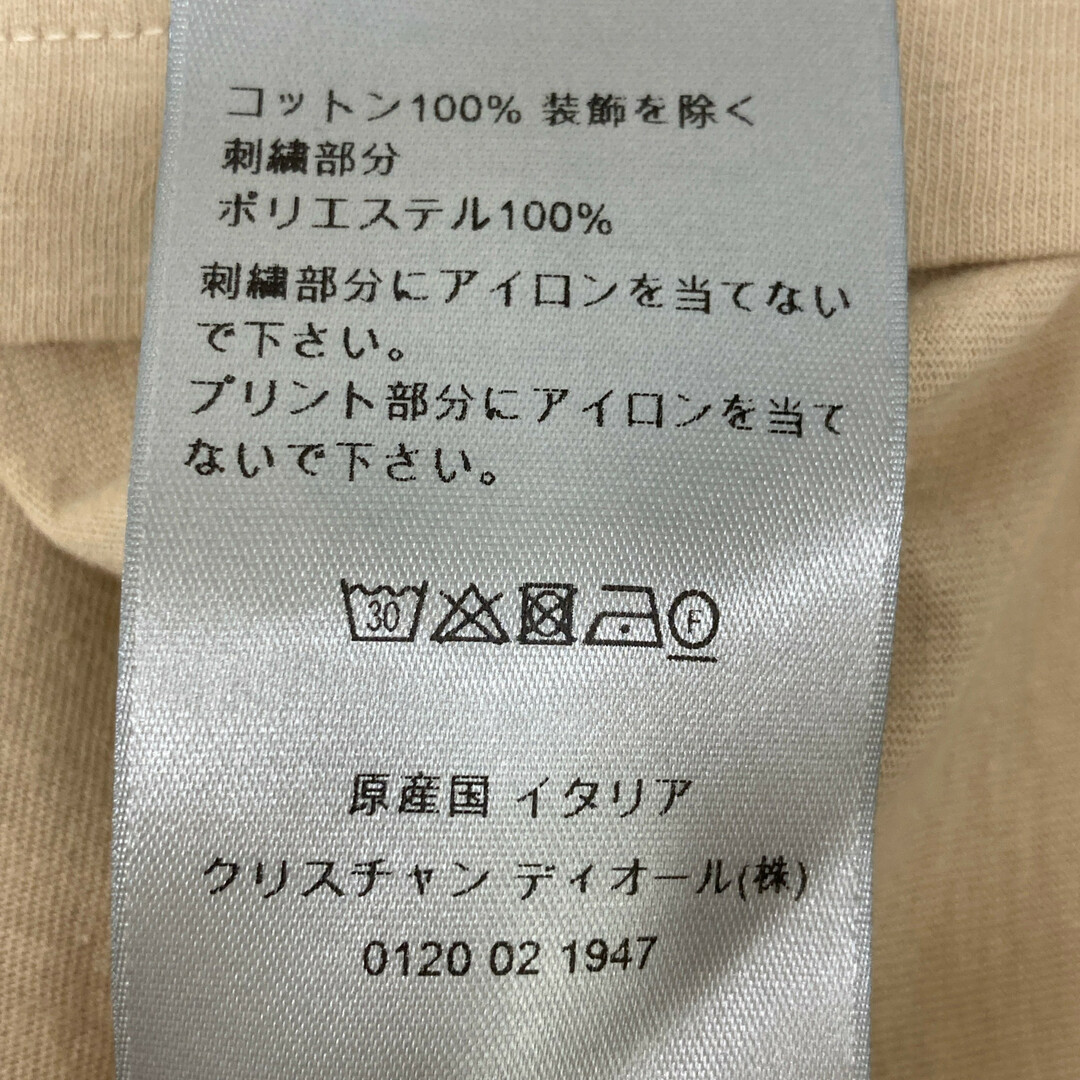 コットン100% 装飾を除く
刺繍部分
ポリエステル100%
刺繍部分にアイロンを当てない
で下さい。
プリント部分にアイロンを当て
ないで下さい。
30 F
原産国 イタリア
クリスチャン ディオール(株)
0120 02 1947